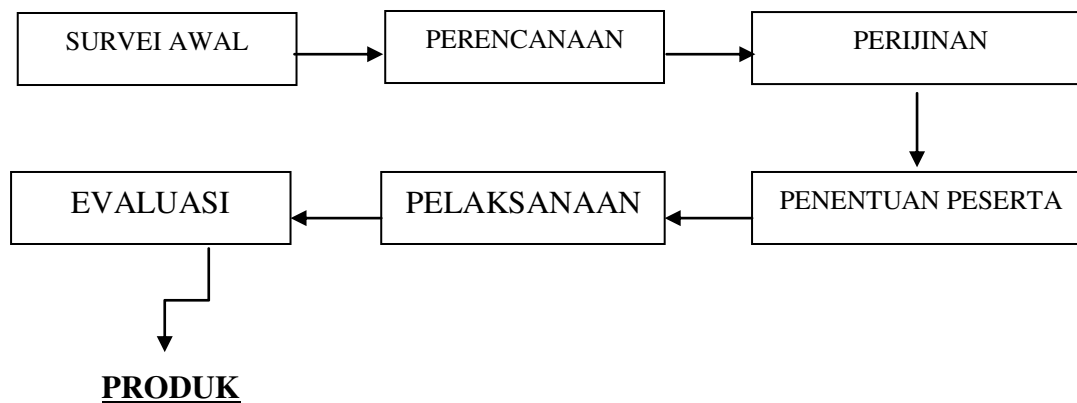 SURVEI AWAL
PERENCANAAN
PERIJINAN
PENENTUAN PESERTA
PELAKSANAAN
EVALUASI
PRODUK